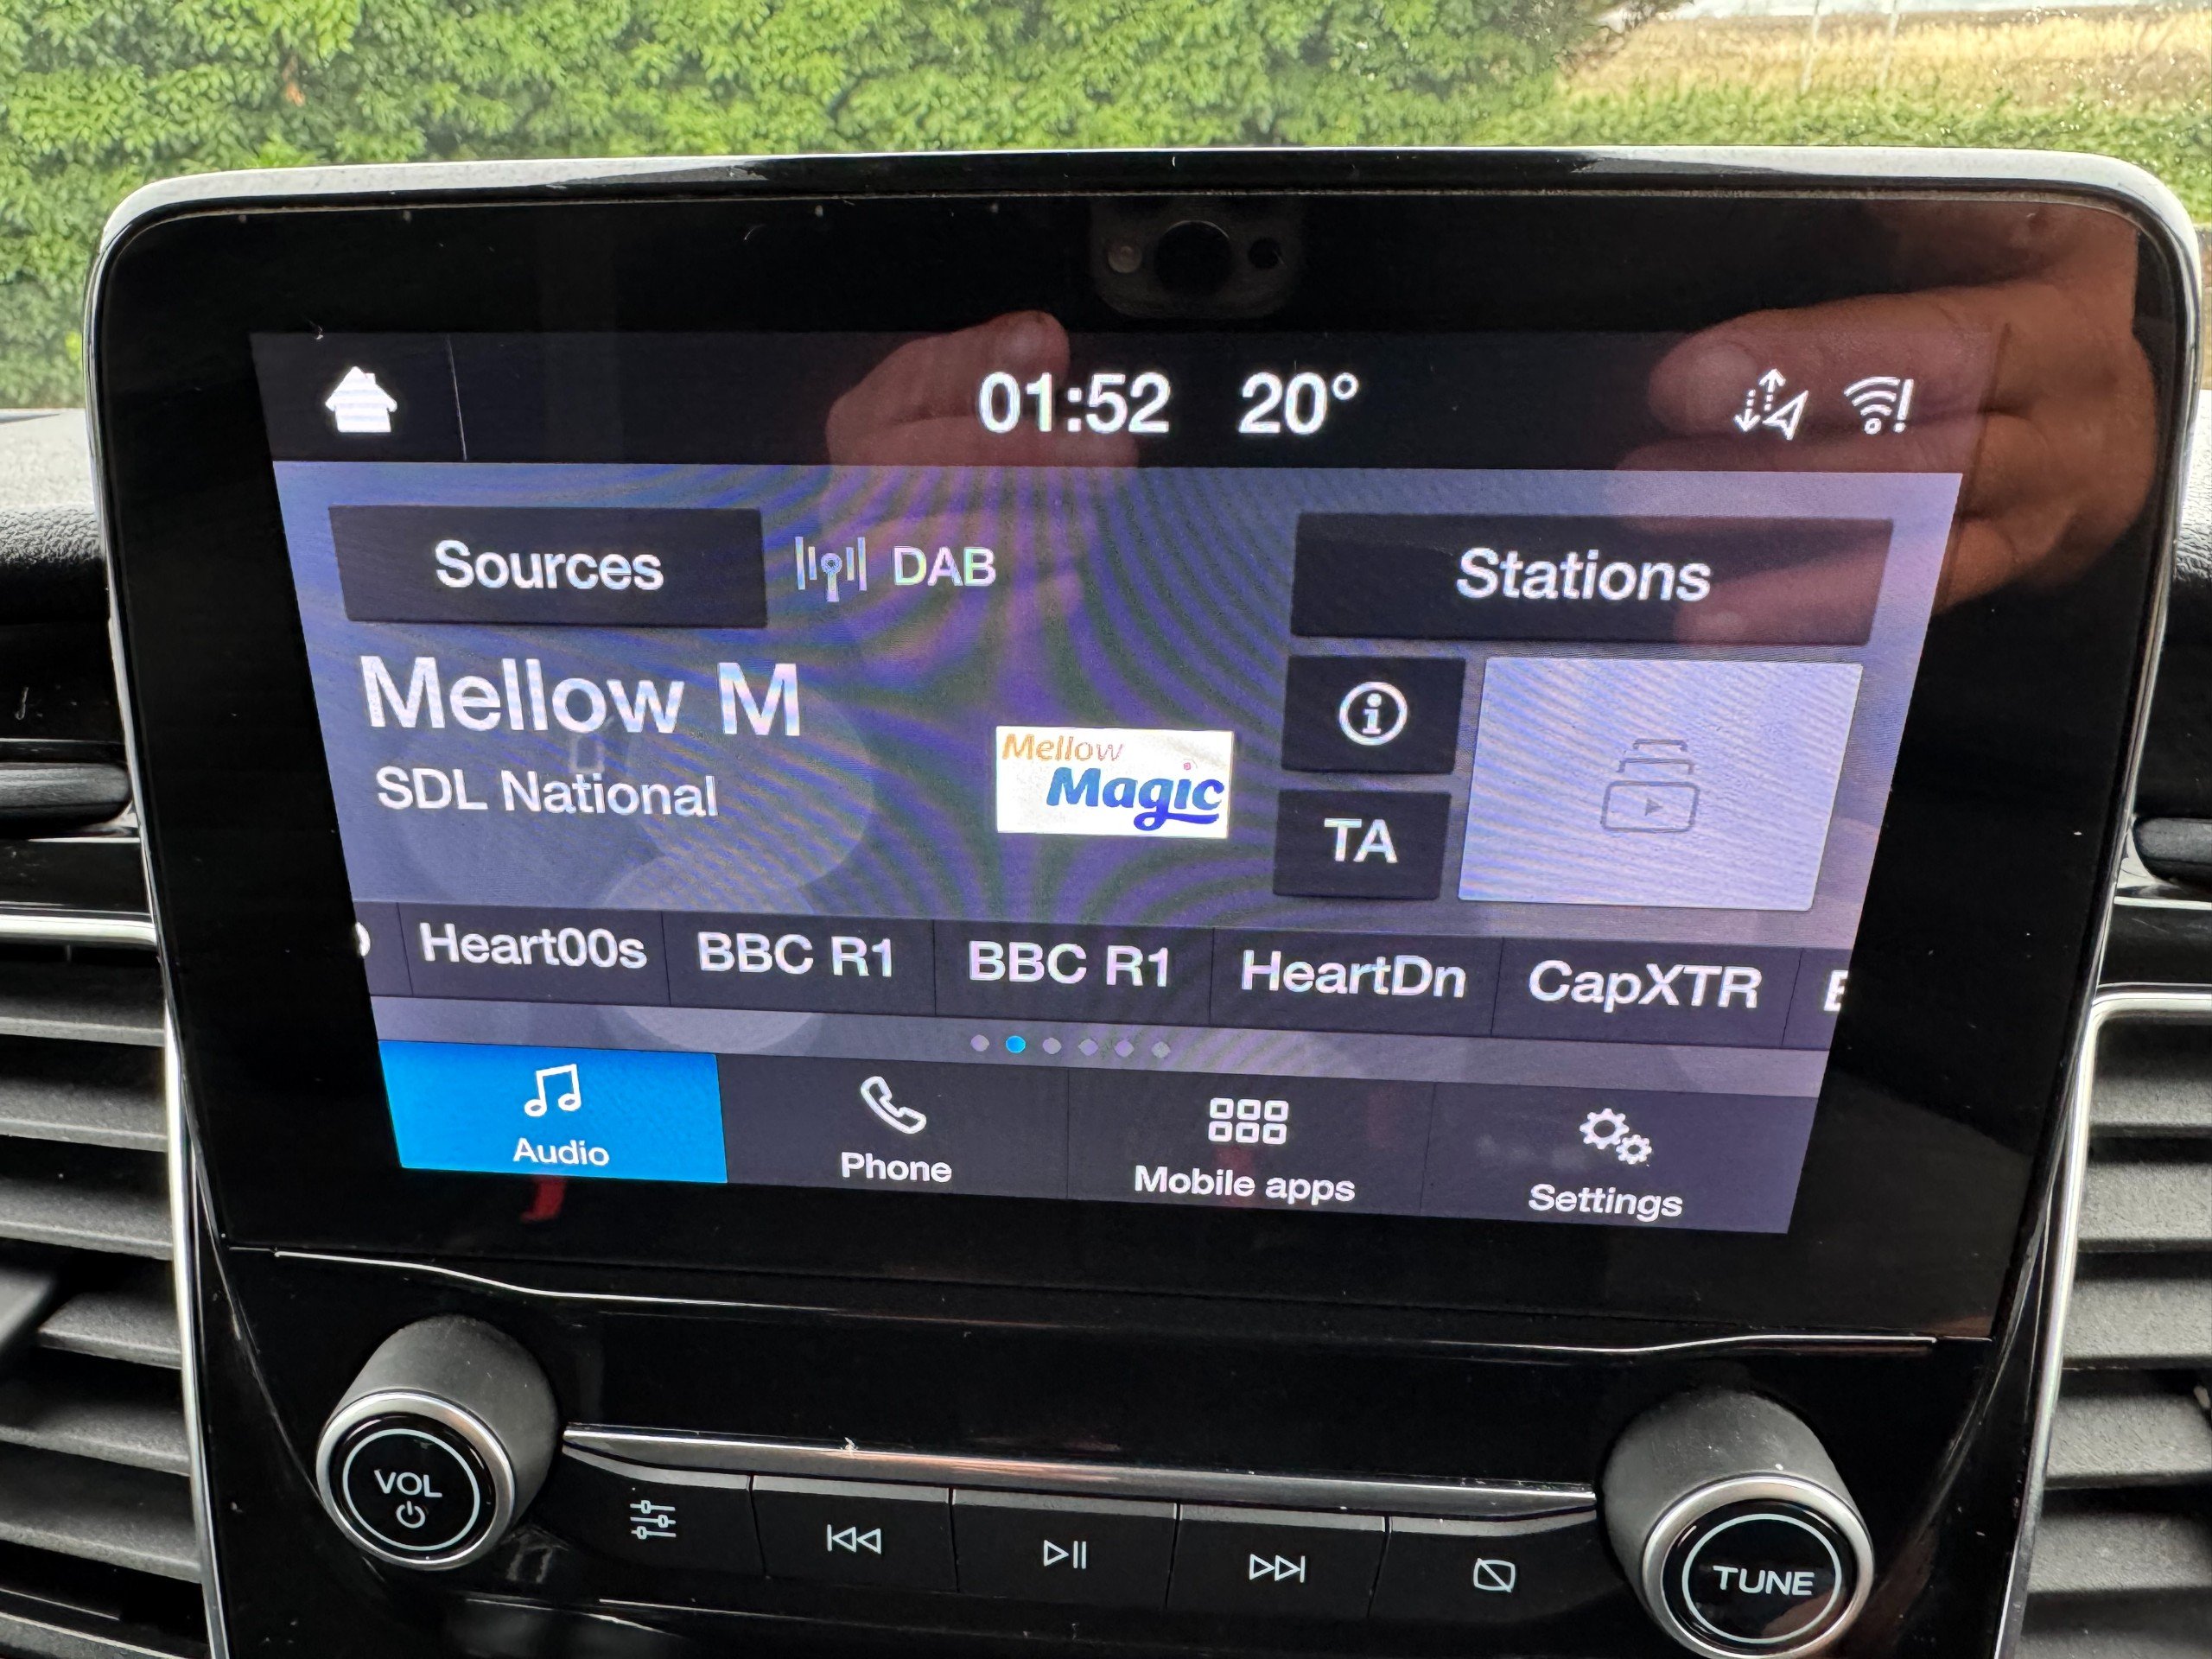 01:52 20°
Sources DAB Stations
Mellow M
SDL National
Mellow
Magic
TA
Heart00s BBC R1 BBC R1 HeartDn CapXTR
Audio Phone Mobile apps Settings
VOL
TUNE